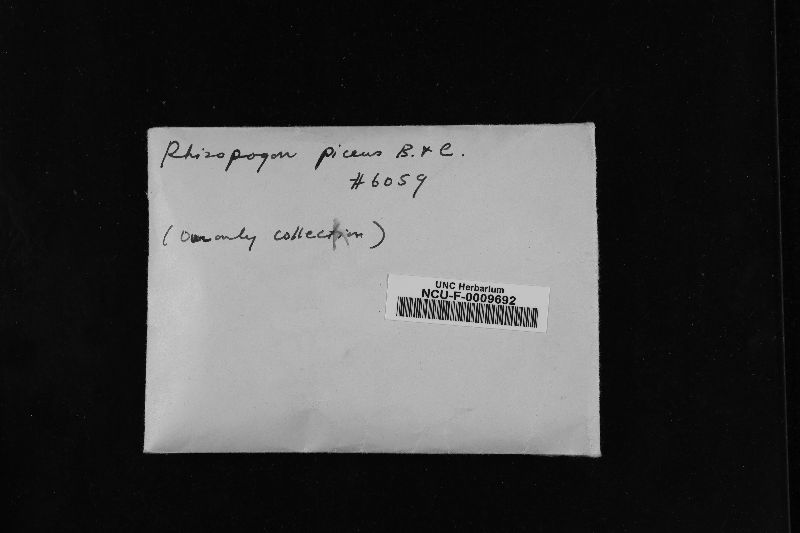 Rhizopogon piceus B. & C.
#6059
(Our only collection)
UNC Herbarium
NCU-F-0009692